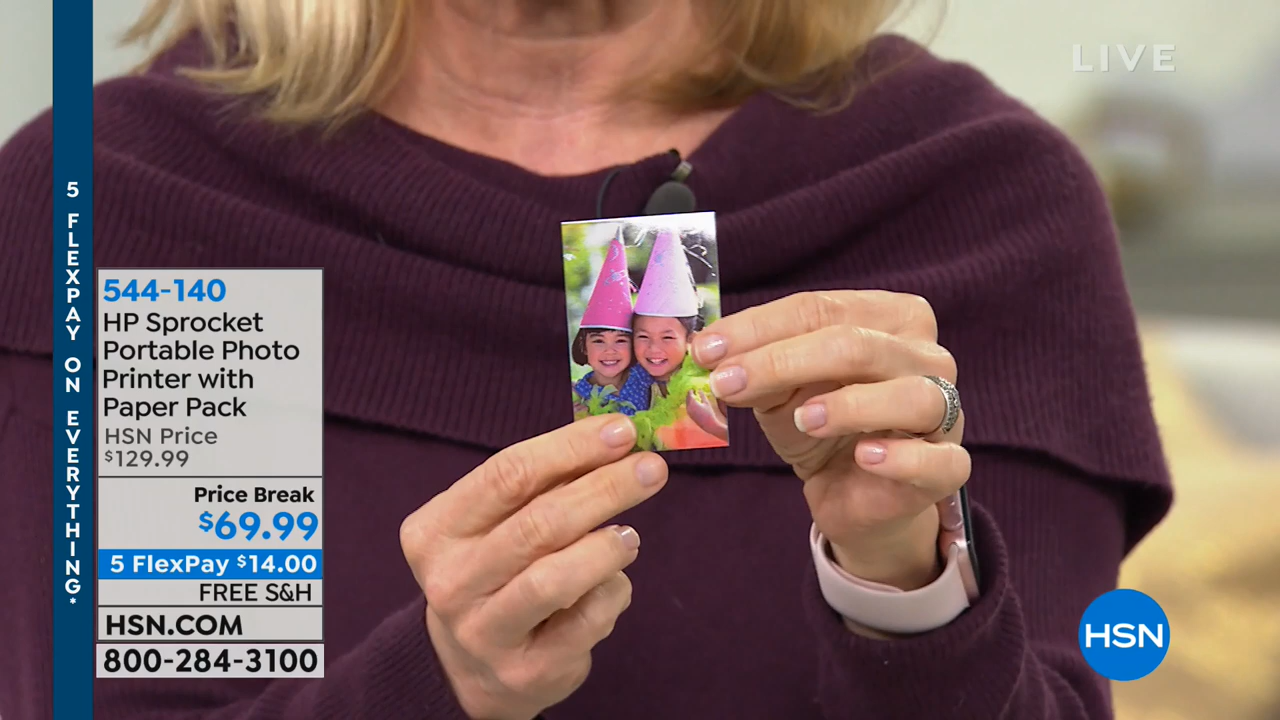 LIVE
5 FLEXPAY ON EVERYTHING.*
544-140
HP Sprocket
Portable Photo
Printer with
Paper Pack
HSN Price
$129.99
Price Break
$69.99
5 FlexPay $14.00
FREE S&H
HSN.COM
800-284-3100
HSN